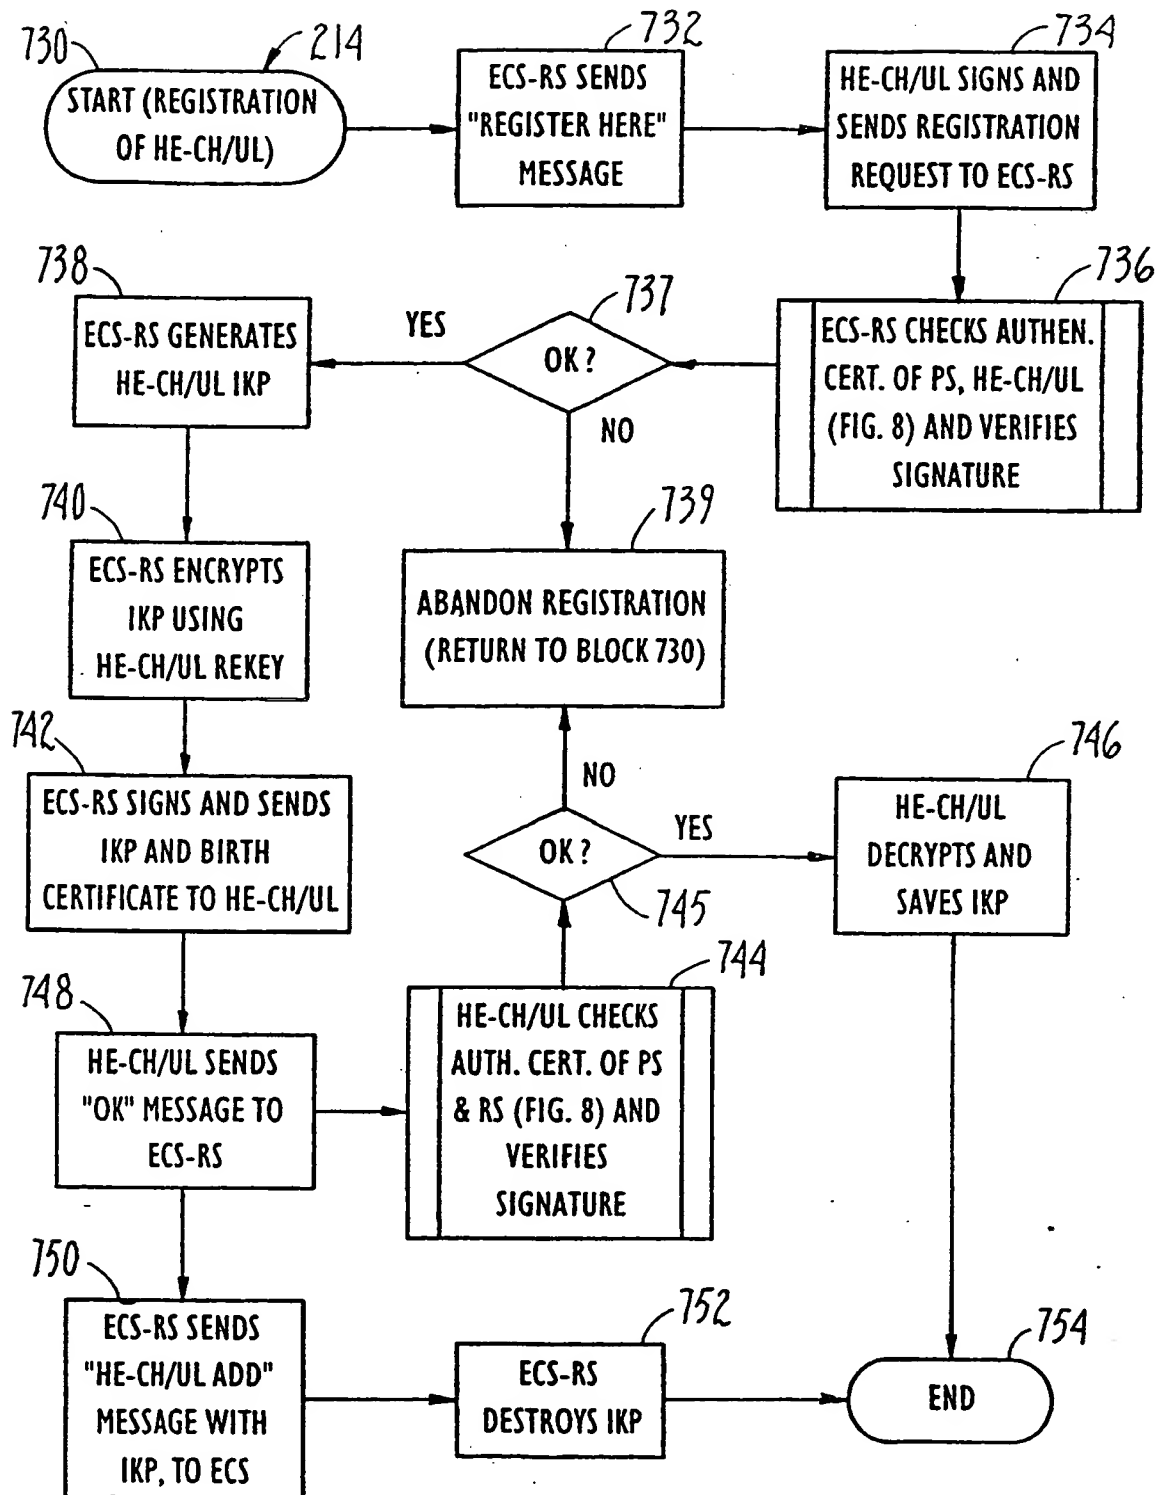 730
214
START (REGISTRATION
OF HE-CH/UL)
732
ECS-RS SENDS
"REGISTER HERE"
MESSAGE
734
HE-CH/UL SIGNS AND
SENDS REGISTRATION
REQUEST TO ECS-RS
736
ECS-RS CHECKS AUTHEN.
CERT. OF PS, HE-CH/UL
(FIG. 8) AND VERIFIES
SIGNATURE
737
OK?
YES
NO
738
ECS-RS GENERATES
HE-CH/UL IKP
739
ABANDON REGISTRATION
(RETURN TO BLOCK 730)
740
ECS-RS ENCRYPTS
IKP USING
HE-CH/UL REKEY
742
ECS-RS SIGNS AND SENDS
IKP AND BIRTH
CERTIFICATE TO HE-CH/UL
748
HE-CH/UL SENDS
"OK" MESSAGE TO
ECS-RS
744
HE-CH/UL CHECKS
AUTH. CERT. OF PS
& RS (FIG. 8) AND
VERIFIES
SIGNATURE
745
OK?
NO
YES
746
HE-CH/UL
DECRYPTS AND
SAVES IKP
750
ECS-RS SENDS
"HE-CH/UL ADD"
MESSAGE WITH
IKP, TO ECS
752
ECS-RS
DESTROYS IKP
754
END